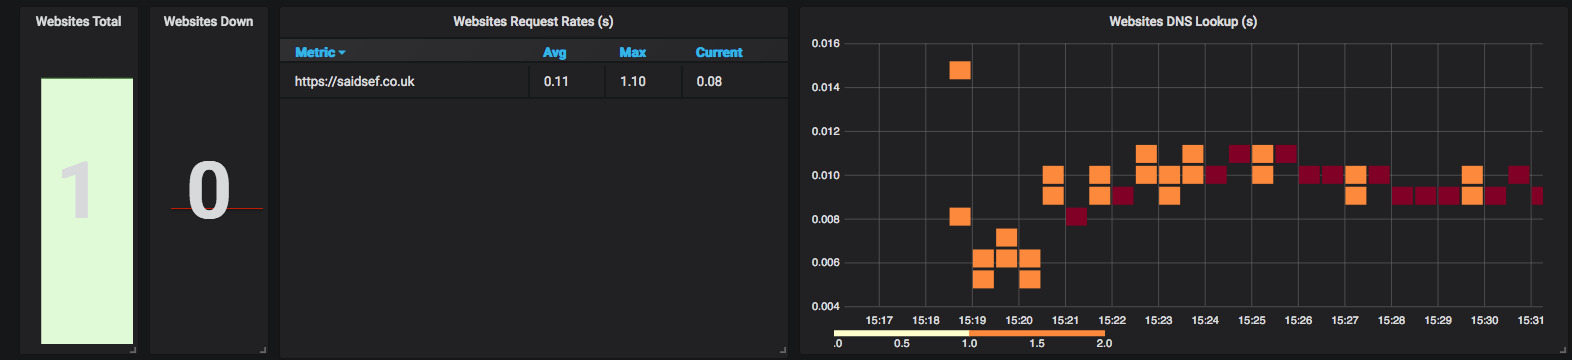 Websites Total
1
Websites Down
0
Websites Request Rates (s)
Metric Avg Max Current
https://saidsef.co.uk 0.11 1.10 0.08
Websites DNS Lookup (s)
0.016
0.014
0.012
0.010
0.008
0.006
0.004
15:17 15:18 15:19 15:20 15:21 15:22 15:23 15:24 15:25 15:26 15:27 15:28 15:29 15:30 15:31
.0 0.5 1.0 1.5 2.0